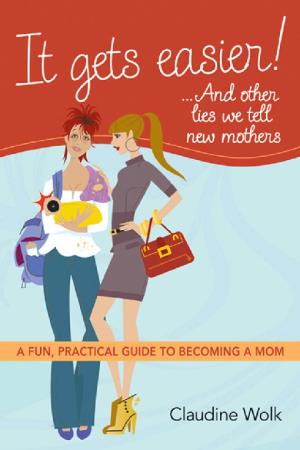 It gets easier!
...And other
lies we tell
new mothers
A FUN, PRACTICAL GUIDE TO BECOMING A MOM
Claudine Wolk